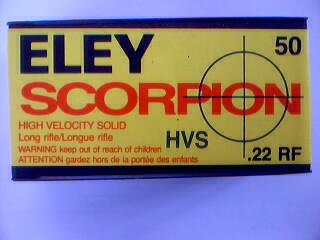 ELEY 50
SCORPION
HIGH VELOCITY SOLID
Long rifle/Longue rifle HVS
WARNING keep out of reach of children
ATTENTION gardez hors de la portée des enfants .22 RF